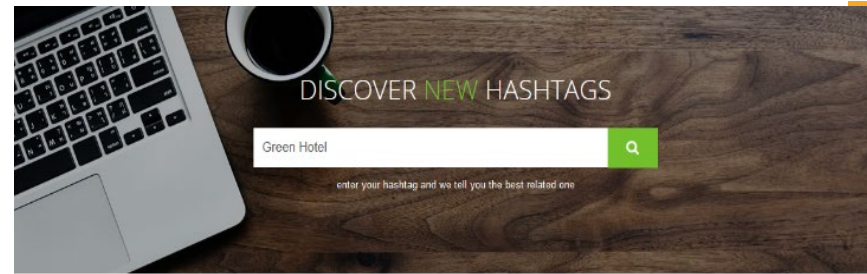 DISCOVER NEW HASHTAGS
Green Hotel
enter your hashtag and we tell you the best related one